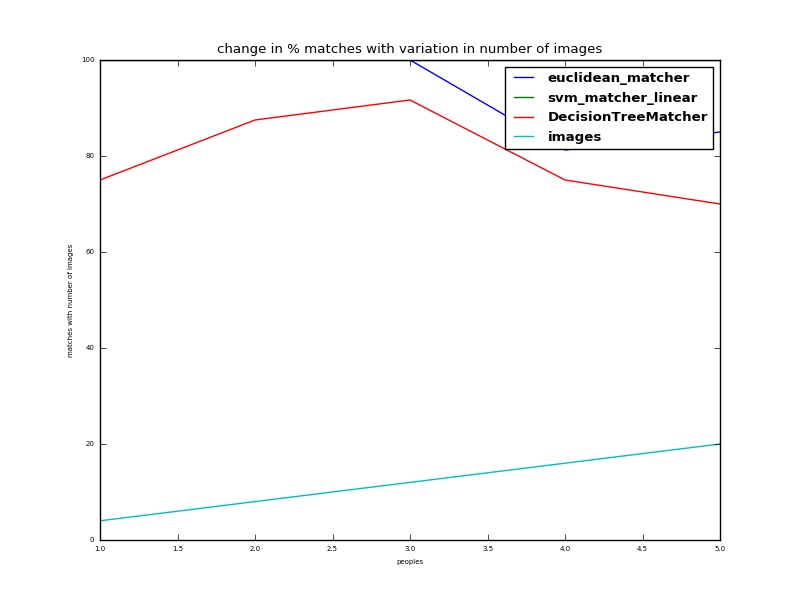 change in % matches with variation in number of images
100
80
60
40
20
0
matches with number of images
euclidean_matcher
svm_matcher_linear
DecisionTreeMatcher
images
1.0 1.5 2.0 2.5 3.0 3.5 4.0 4.5 5.0
peoples